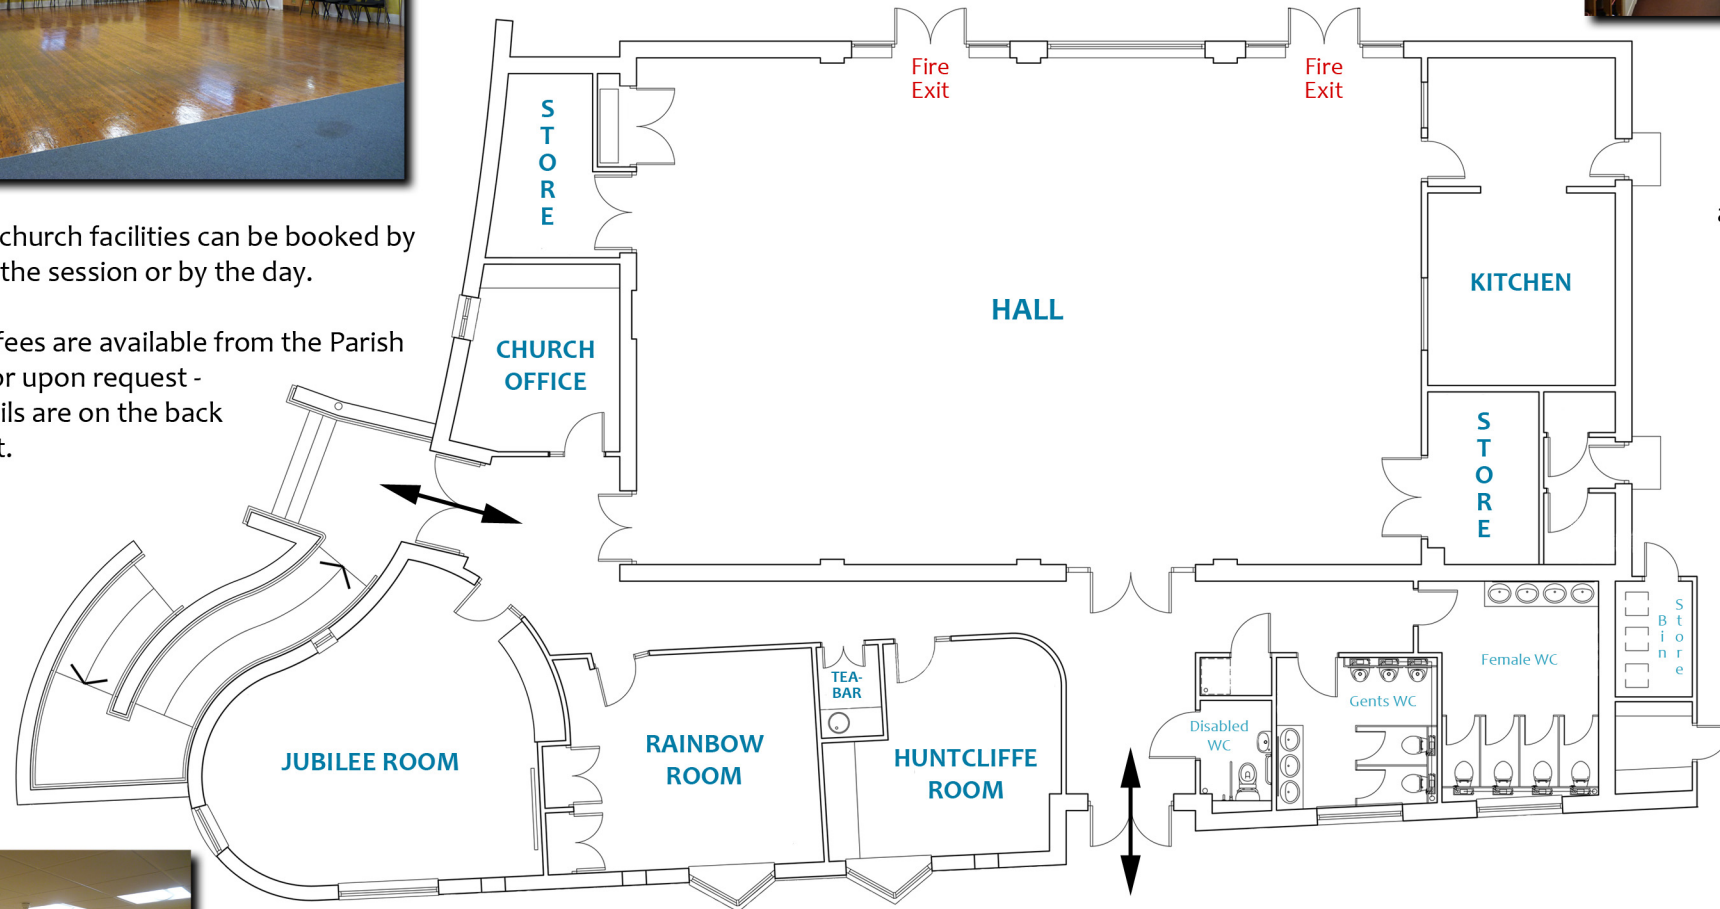 church facilities can be booked by
the session or by the day.
fees are available from the Parish
or upon request -
are on the back
Fire
Exit
Fire
Exit
STORE
CHURCH
OFFICE
HALL
KITCHEN
STORE
JUBILEE ROOM
RAINBOW
ROOM
TEA-
BAR
HUNTCLIFFE
ROOM
Disabled
WC
Gents WC
Female WC
Bin
Store